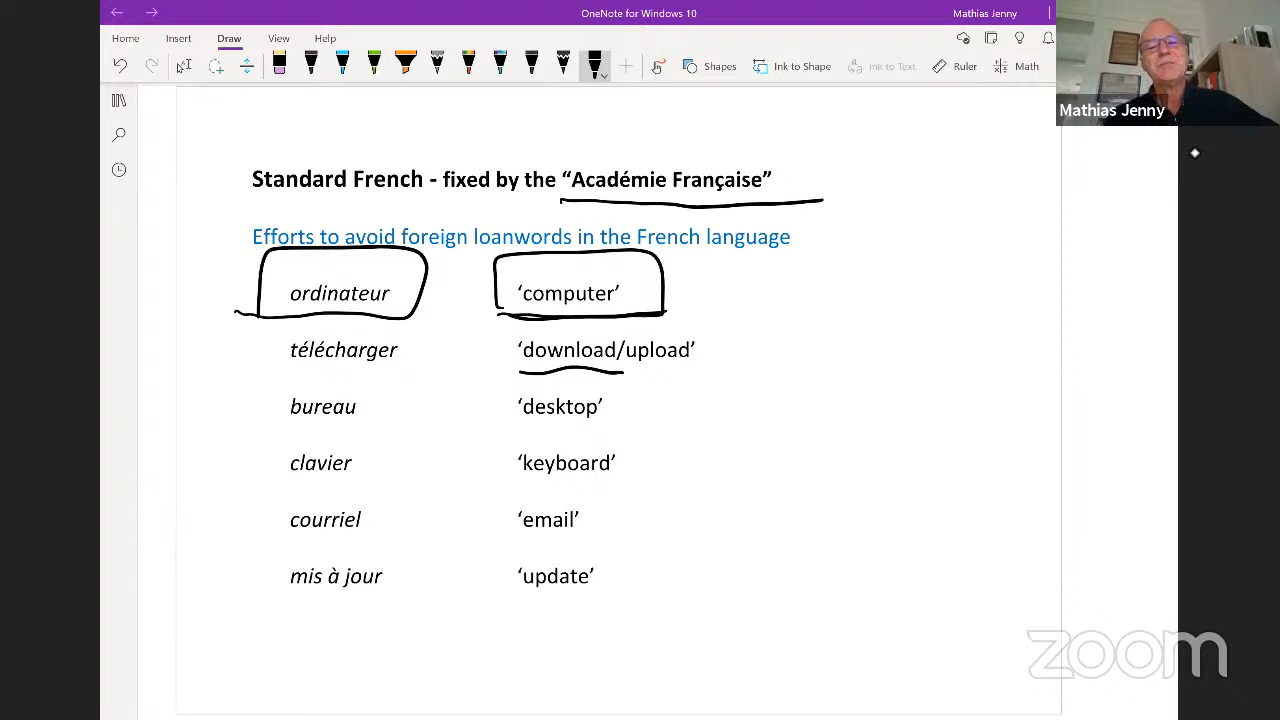 OneNote for Windows 10
Mathias Jenny
Home Insert Draw View Help
Shapes Ink to Shape Ink to Text Ruler Math
Mathias Jenny
Standard French - fixed by the “Académie Française”
Efforts to avoid foreign loanwords in the French language
ordinateur ‘computer’
télécharger ‘download/upload’
bureau ‘desktop’
clavier ‘keyboard’
courriel ‘email’
mis à jour ‘update’
zoom